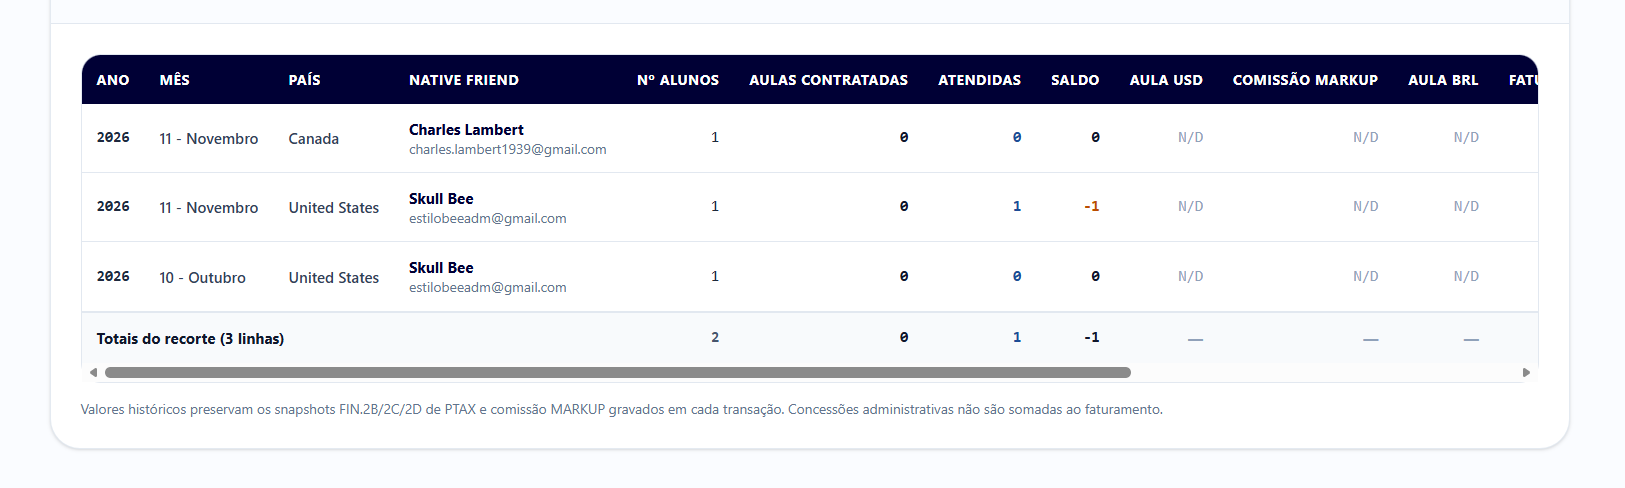 ANO MÊS PAÍS NATIVE FRIEND Nº ALUNOS AULAS CONTRATADAS ATENDIDAS SALDO AULA USD COMISSÃO MARKUP AULA BRL
2026 11 - Novembro Canada Charles Lambert 1 0 0 0 N/D N/D N/D
charles.lambert1939@gmail.com
2026 11 - Novembro United States Skull Bee 1 0 1 -1 N/D N/D N/D
estilobeeadm@gmail.com
2026 10 - Outubro United States Skull Bee 1 0 0 0 N/D N/D N/D
estilobeeadm@gmail.com
Totais do recorte (3 linhas) 2 0 1 -1 — — —
Valores históricos preservam os snapshots FIN.2B/2C/2D de PTAX e comissão MARKUP gravados em cada transação. Concessões administrativas não são somadas ao faturamento.